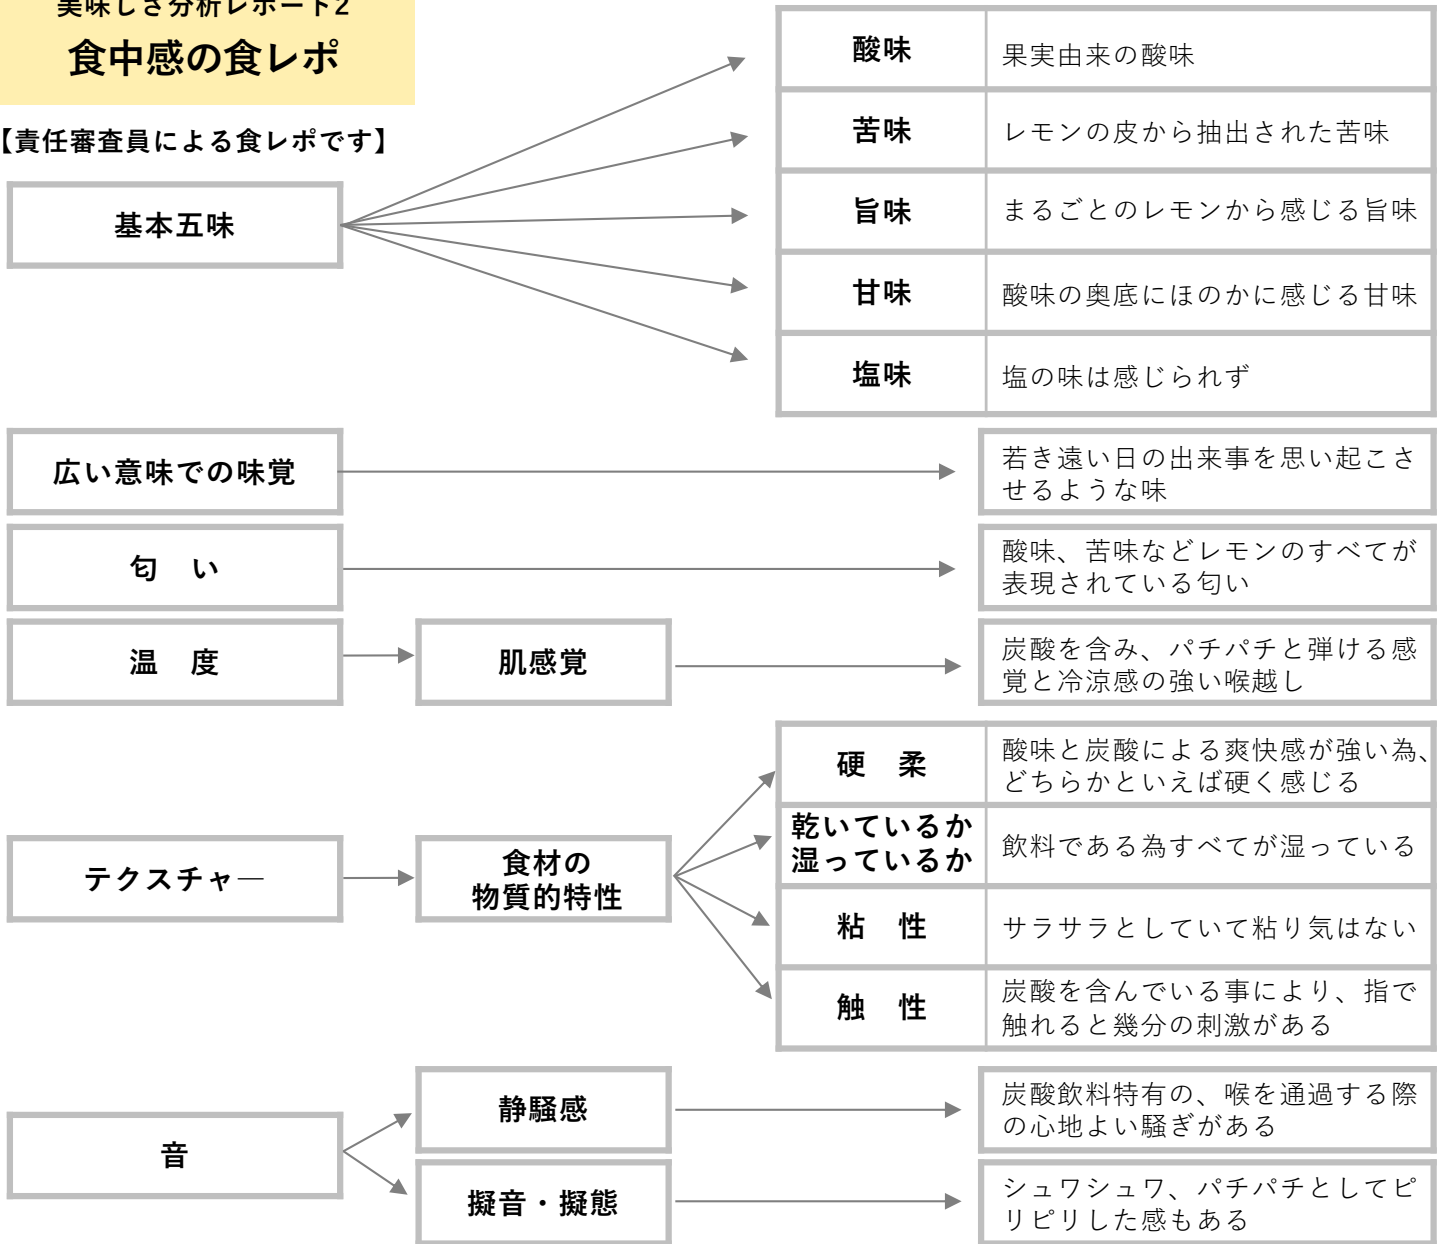 美味しさ分析レポート2
食中感の食レポ
【責任審査員による食レポです】
基本五味
酸味
果実由来の酸味
苦味
レモンの皮から抽出された苦味
旨味
まるごとのレモンから感じる旨味
甘味
酸味の奥底にほのかに感じる甘味
塩味
塩の味は感じられず
広い意味での味覚
若き遠い日の出来事を思い起こさ
せるような味
匂　い
酸味、苦味などレモンのすべてが
表現されている匂い
温　度
肌感覚
炭酸を含み、パチパチと弾ける感
覚と冷涼感の強い喉越し
テクスチャ―
食材の
物質的特性
硬　柔
酸味と炭酸による爽快感が強い為、
どちらかといえば硬く感じる
乾いているか
湿っているか
飲料である為すべてが湿っている
粘　性
サラサラとしていて粘り気はない
触　性
炭酸を含んでいる事により、指で
触れると幾分の刺激がある
音
静騒感
炭酸飲料特有の、喉を通過する際
の心地よい騒ぎがある
擬音・擬態
シュワシュワ、パチパチとしてピ
リピリした感もある